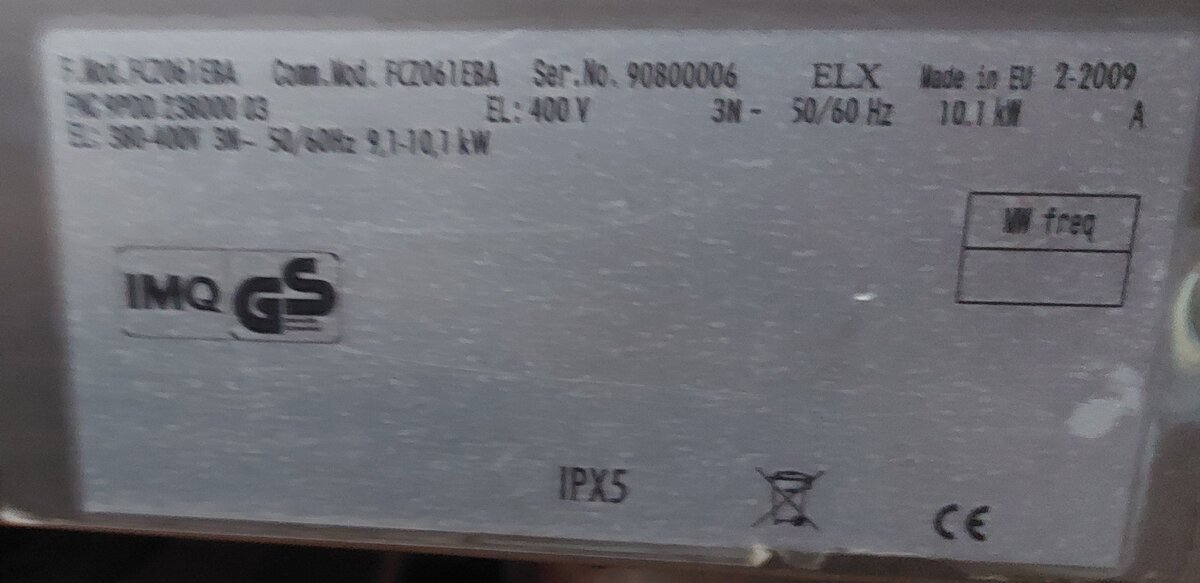 F.Mod.FCZ061EBA Comm.Mod. FCZ061EBA Ser.No. 90800006 ELX Made in EU 2-2009
PNC 9PDD 238000 03 EL: 400 V 3N~ 50/60 Hz 10.1 kW A
EL: 380-400V 3N~ 50/60Hz 9,1-10,1 kW
MW freq
IMQ GS
IPX5
CE